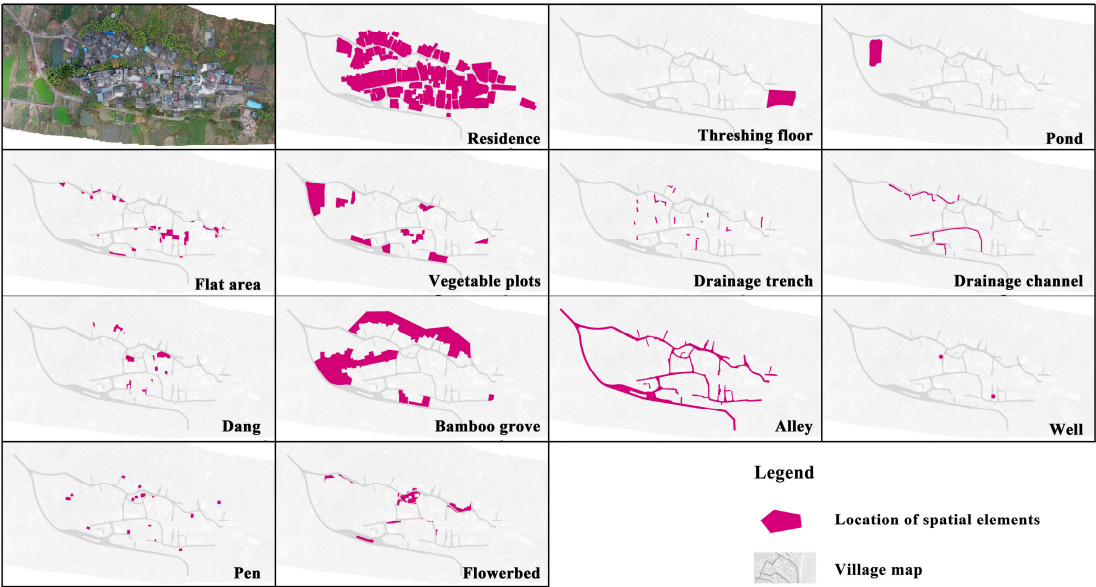 Residence
Threshing floor
Pond
Flat area
Vegetable plots
Drainage trench
Drainage channel
Dang
Bamboo grove
Alley
Well
Pen
Flowerbed
Legend
Location of spatial elements
Village map